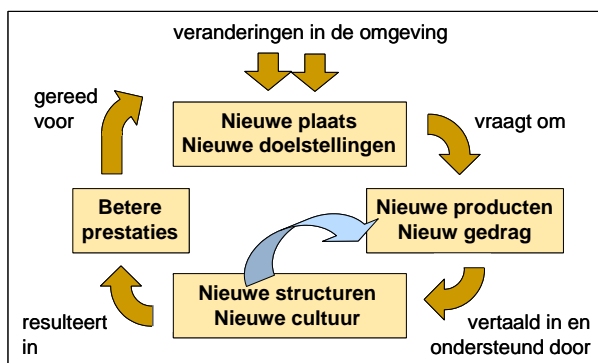 veranderingen in de omgeving
gereed
voor
Nieuwe plaats
Nieuwe doelstellingen
vraagt om
Betere
prestaties
Nieuwe producten
Nieuw gedrag
Nieuwe structuren
Nieuwe cultuur
resulteert
in
vertaald in en
ondersteund door